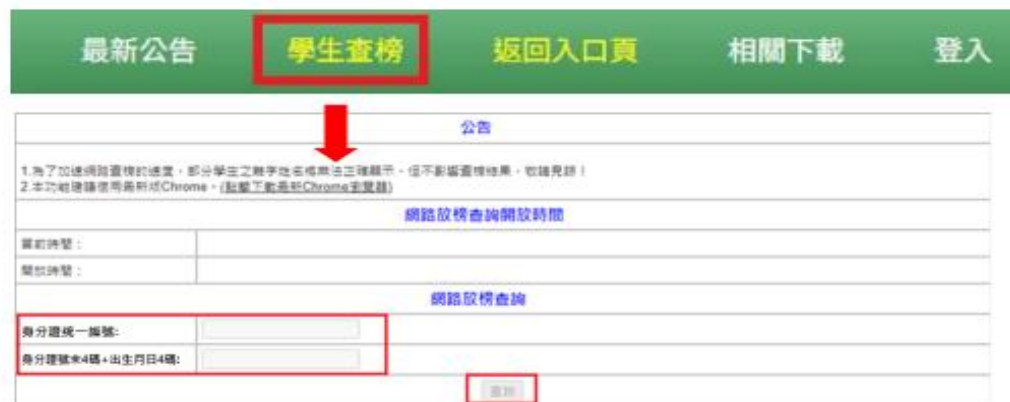 最新公告 學生查榜 返回入口頁 相關下載 登入
公告
1.為了加速網路查榜的速度，部分學生之難字姓名將無法正確顯示，但不影響查榜結果，敬請見諒！
2.本功能建議使用最新版Chrome。(點擊下載最新Chrome瀏覽器)
網路放榜查詢開放時間
當前時間：
開放時間：
網路放榜查詢
身分證統一編號:
身分證號末4碼+出生月日4碼:
查詢